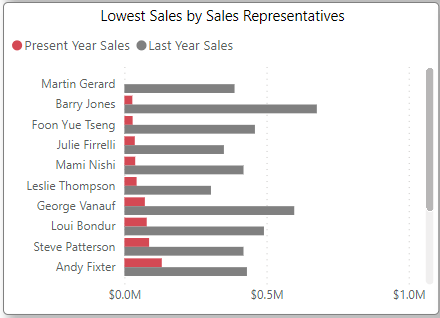 Lowest Sales by Sales Representatives
Present Year Sales Last Year Sales
Martin Gerard
Barry Jones
Foon Yue Tseng
Julie Firrelli
Mami Nishi
Leslie Thompson
George Vanauf
Loui Bondur
Steve Patterson
Andy Fixter
$0.0M $0.5M $1.0M